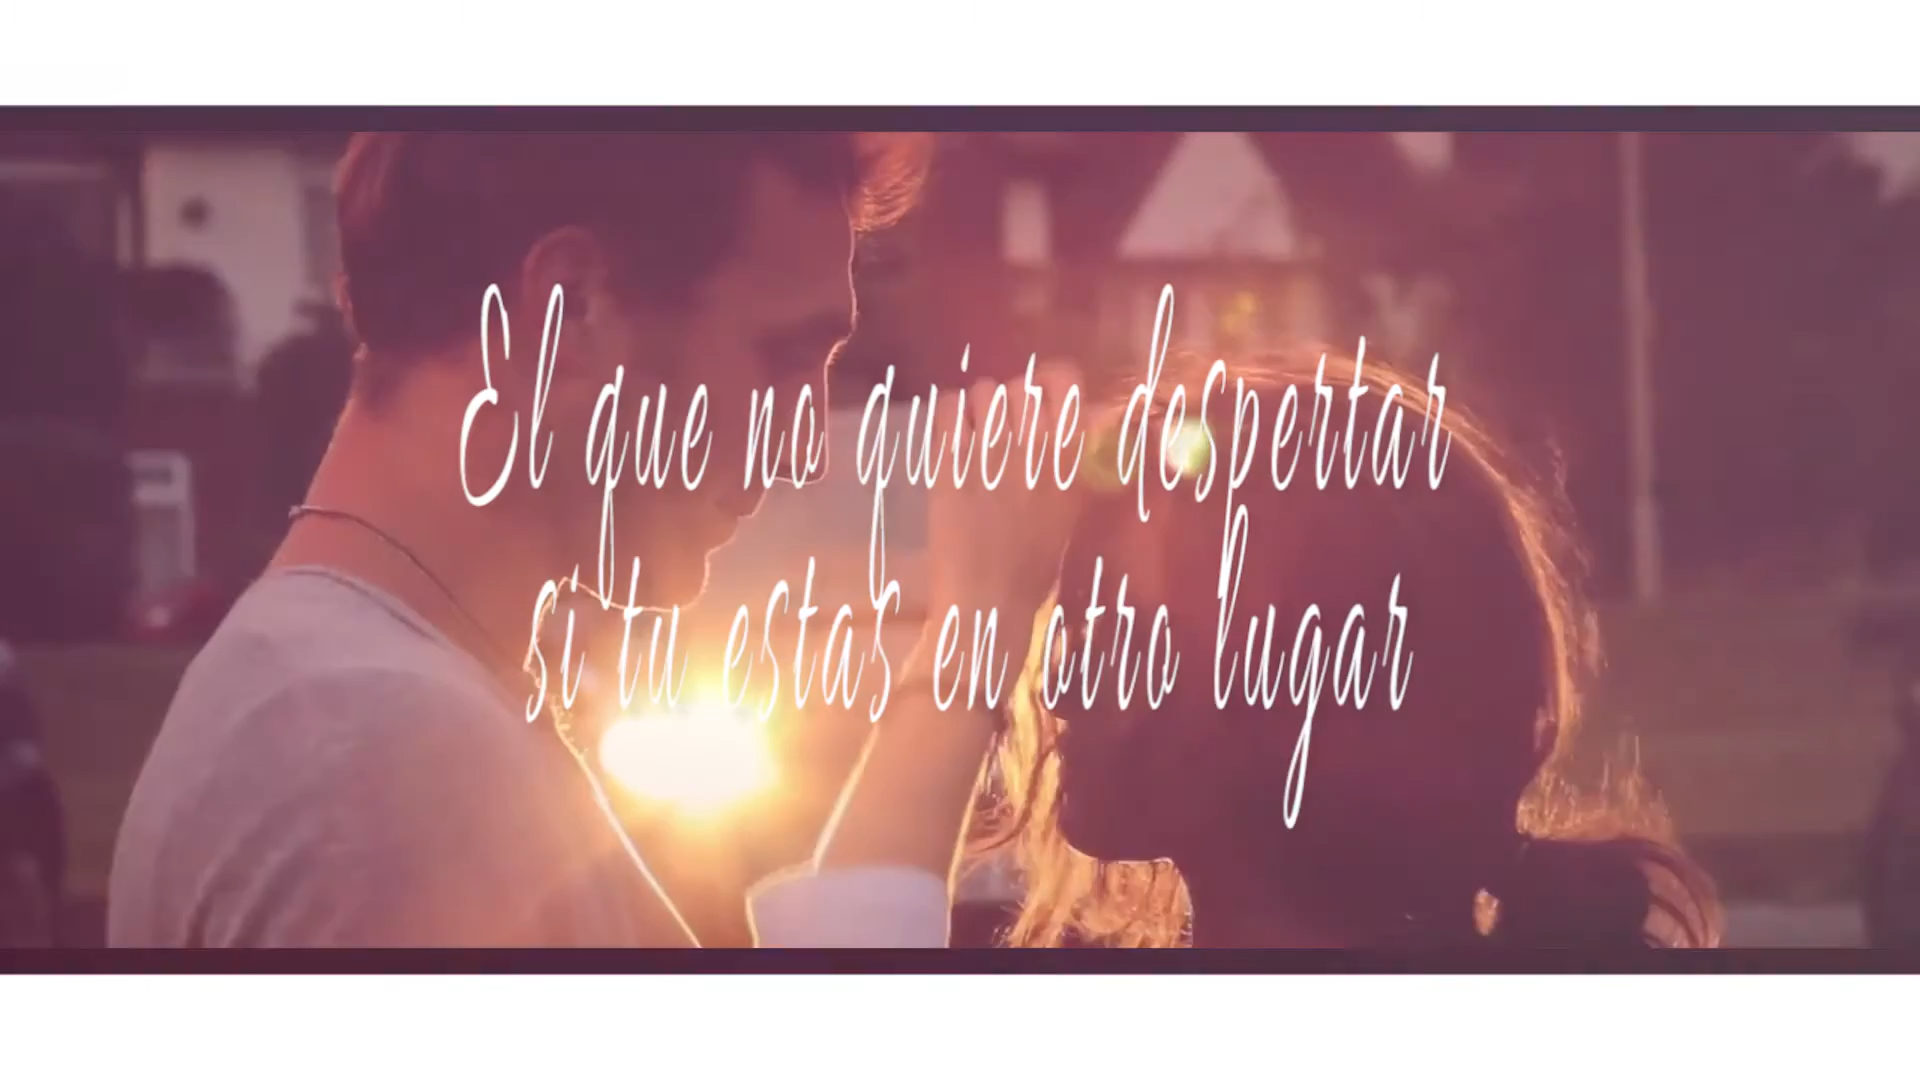 El que no quiere despertar
si tu estas en otro lugar